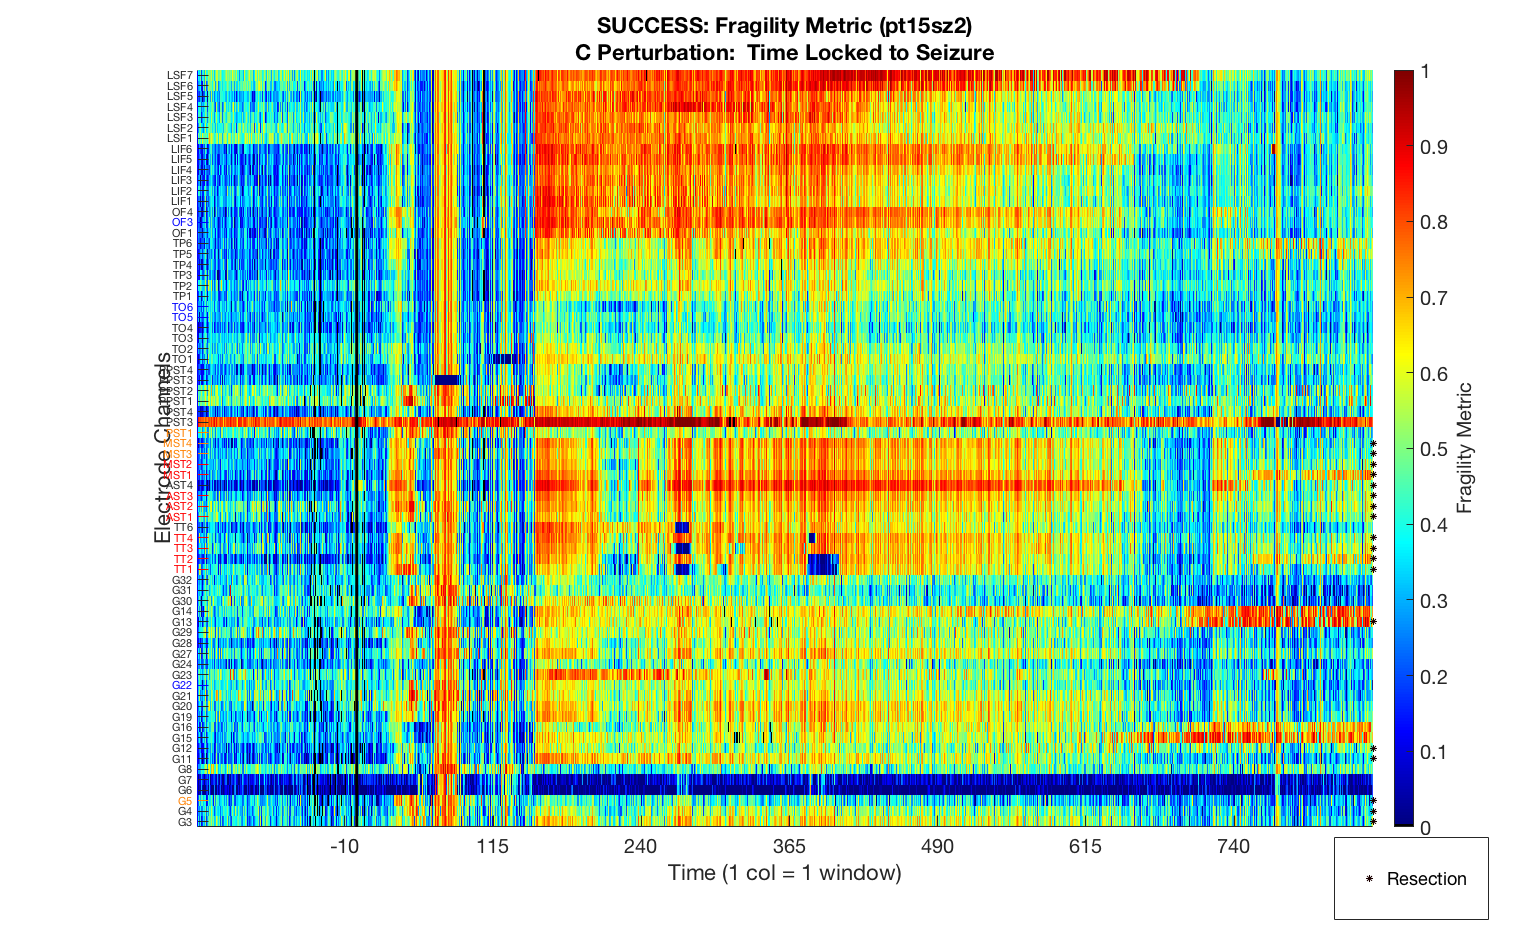 SUCCESS: Fragility Metric (pt15sz2)
C Perturbation:  Time Locked to Seizure
LSF7
LSF6
LSF5
LSF4
LSF3
LSF2
LSF1
LIF6
LIF5
LIF4
LIF3
LIF2
LIF1
OF4
OF3
OF1
TP6
TP5
TP4
TP3
TP2
TP1
TO6
TO5
TO4
TO3
TO2
TO1
PST4
PST3
MST4
MST3
MST2
MST1
AST4
AST3
AST2
AST1
TT6
TT4
TT3
TT2
TT1
G32
G31
G30
G14
G13
G29
G28
G27
G24
G23
G22
G21
G20
G19
G16
G15
G12
G11
G8
G7
G6
G5
G4
G3
Electrode Channels
-10
115
240
365
490
615
740
Time (1 col = 1 window)
1
0.9
0.8
0.7
0.6
0.5
0.4
0.3
0.2
0.1
0
Fragility Metric
Resection